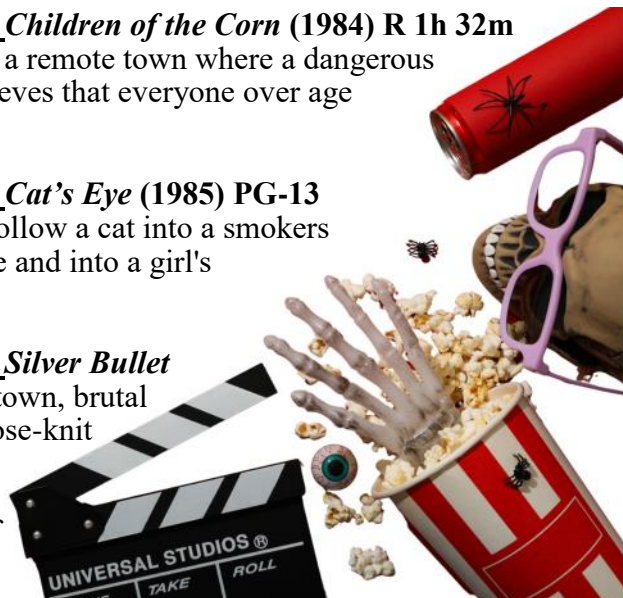 Children of the Corn (1984) R 1h 32m
a remote town where a dangerous
eves that everyone over age
Cat’s Eye (1985) PG-13
ollow a cat into a smokers
e and into a girl's
Silver Bullet
town, brutal
ose-knit
UNIVERSAL STUDIOS ®
TAKE
ROLL